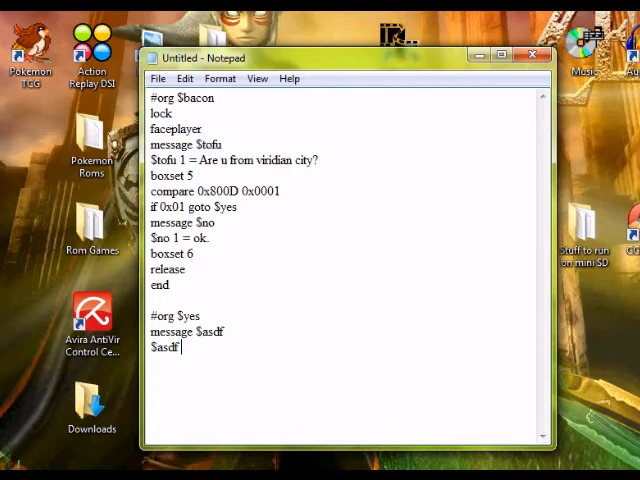 Untitled - Notepad
File Edit Format View Help
#org $bacon
lock
faceplayer
message $tofu
$tofu 1 = Are u from viridian city?
boxset 5
compare 0x800D 0x0001
if 0x01 goto $yes
message $no
$no 1 = ok.
boxset 6
release
end
#org $yes
message $asdf
$asdf
Pokemon
TCG
Action
Replay DSI
Pokemon
Roms
Rom Games
Avira AntiVir
Control Ce...
Downloads
Music
Stuff to run
on mini SD